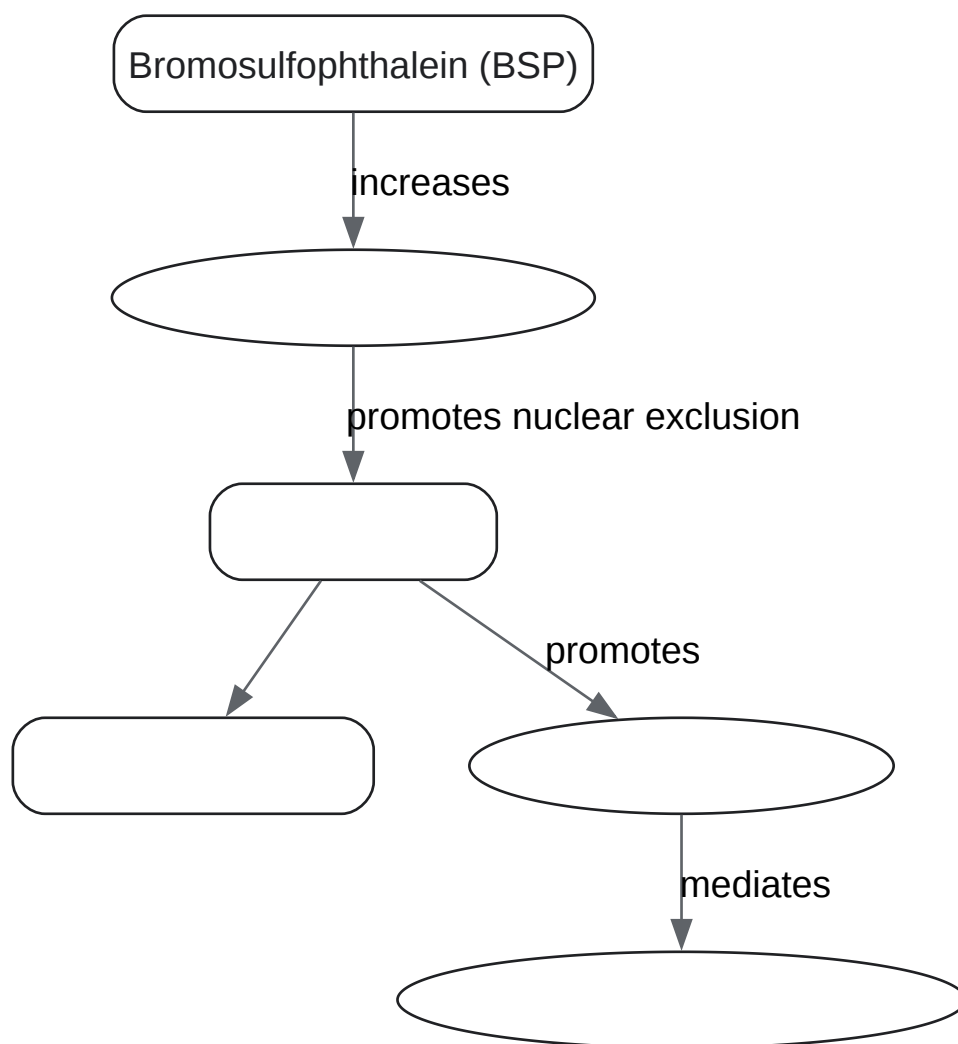 Bromosulfophthalein (BSP)
increases
promotes nuclear exclusion
promotes
mediates